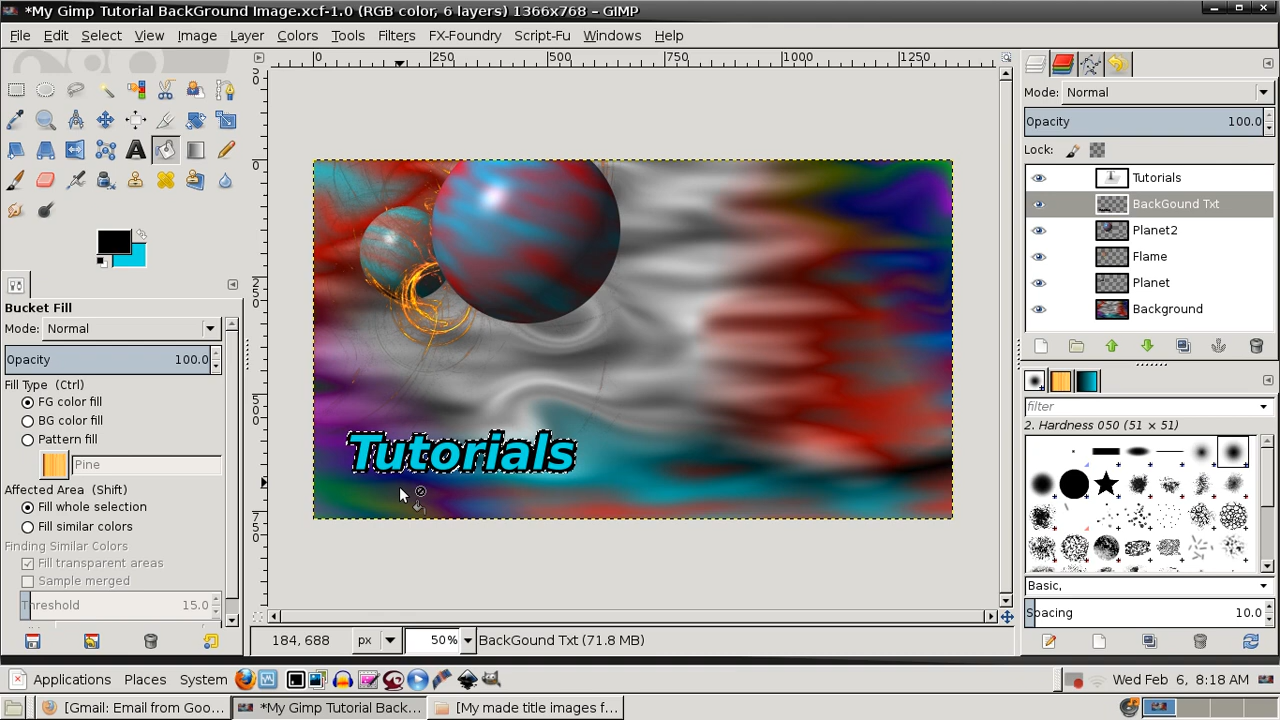 *My Gimp Tutorial BackGround Image.xcf-1.0 (RGB color, 6 layers) 1366x768 – GIMP
File Edit Select View Image Layer Colors Tools Filters FX-Foundry Script-Fu Windows Help
0 250 500 750 1000 1250
Mode: Normal
Opacity 100.0
Lock:
Tutorials
BackGound Txt
Planet2
Flame
Planet
Background
Bucket Fill
Mode: Normal
Opacity 100.0
Fill Type (Ctrl)
FG color fill
BG color fill
Pattern fill
Pine
Affected Area (Shift)
Fill whole selection
Fill similar colors
Finding Similar Colors
Fill transparent areas
Sample merged
Threshold 15.0
Tutorials
filter
2. Hardness 050 (51 × 51)
Basic,
Spacing 10.0
184, 688 px 50% BackGound Txt (71.8 MB)
Applications Places System Wed Feb 6, 8:18 AM
[Gmail: Email from Goo... *My Gimp Tutorial Back... [My made title images f...